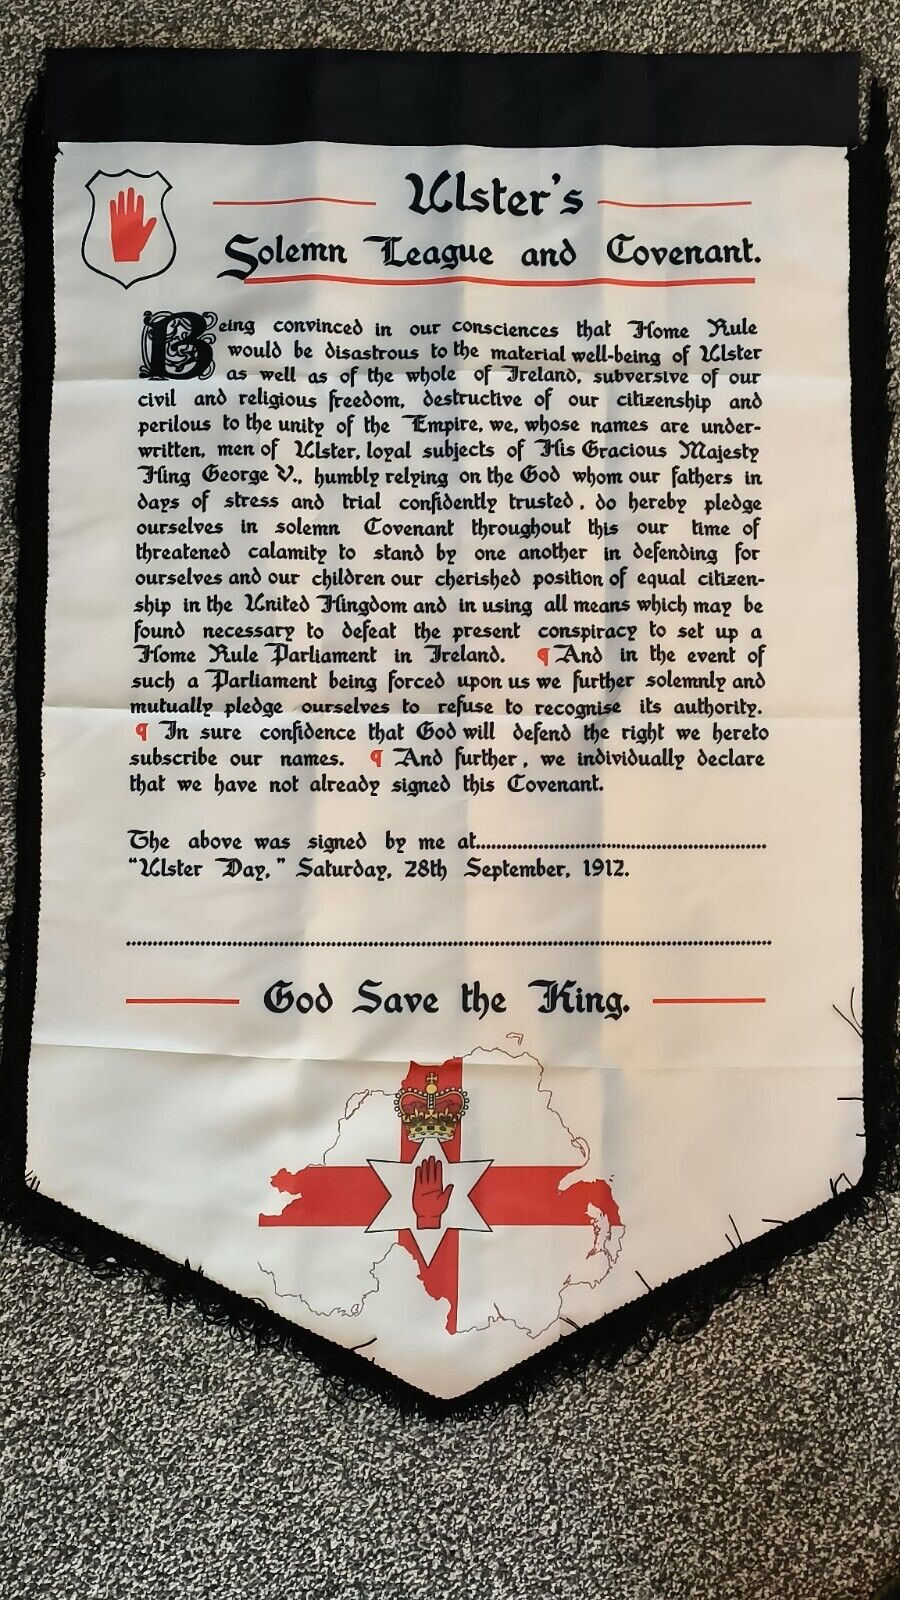 Ulster's
Solemn League and Covenant.
Being convinced in our consciences that Home Rule
would be disastrous to the material well-being of Ulster
as well as of the whole of Ireland, subversive of our
civil and religious freedom, destructive of our citizenship and
perilous to the unity of the Empire, we, whose names are under-
written, men of Ulster, loyal subjects of His Gracious Majesty
King George V., humbly relying on the God whom our fathers in
days of stress and trial confidently trusted, do hereby pledge
ourselves in solemn Covenant throughout this our time of
threatened calamity to stand by one another in defending for
ourselves and our children our cherished position of equal citizen-
ship in the United Kingdom and in using all means which may be
found necessary to defeat the present conspiracy to set up a
Home Rule Parliament in Ireland. ¶ And in the event of
such a Parliament being forced upon us we further solemnly and
mutually pledge ourselves to refuse to recognise its authority.
¶ In sure confidence that God will defend the right we hereto
subscribe our names. ¶ And further, we individually declare
that we have not already signed this Covenant.
The above was signed by me at..................................................
"Ulster Day," Saturday, 28th September, 1912.
God Save the King.